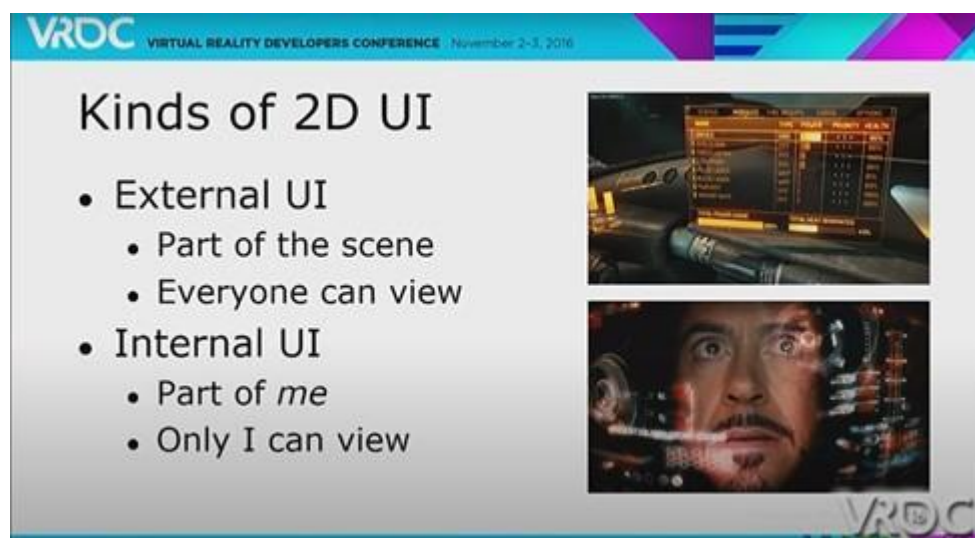 VRDC VIRTUAL REALITY DEVELOPERS CONFERENCE November 2-3, 2016
Kinds of 2D UI
• External UI
• Part of the scene
• Everyone can view
• Internal UI
• Part of me
• Only I can view
VRDC